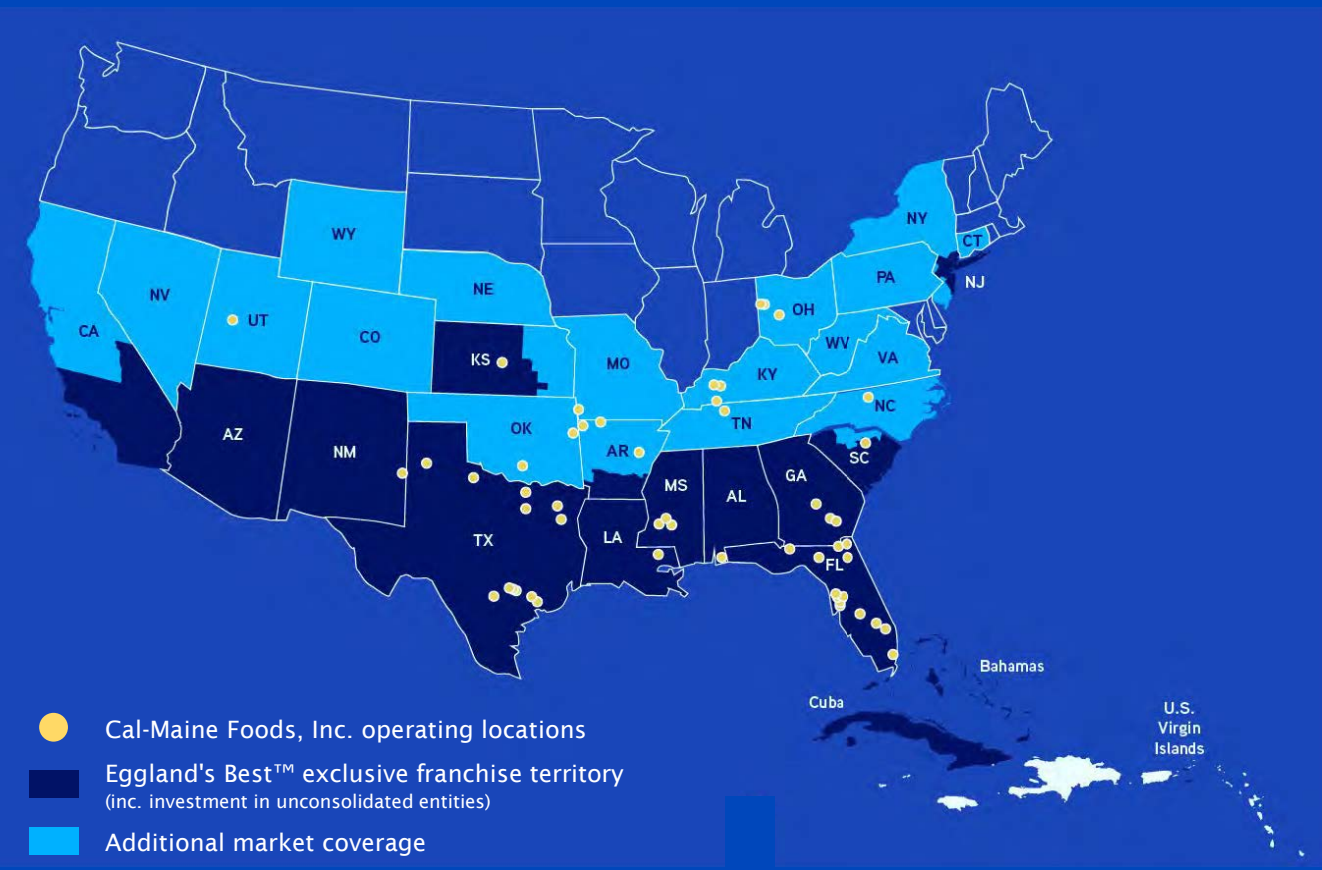 WY
NV
UT
CA
CO
NE
KS
MO
OK
AR
AZ
NM
TX
LA
MS
AL
GA
FL
SC
NC
TN
KY
WV
VA
OH
PA
NY
CT
NJ
Bahamas
Cuba
U.S.
Virgin
Islands
Cal-Maine Foods, Inc. operating locations
Eggland's Best™ exclusive franchise territory
(inc. investment in unconsolidated entities)
Additional market coverage